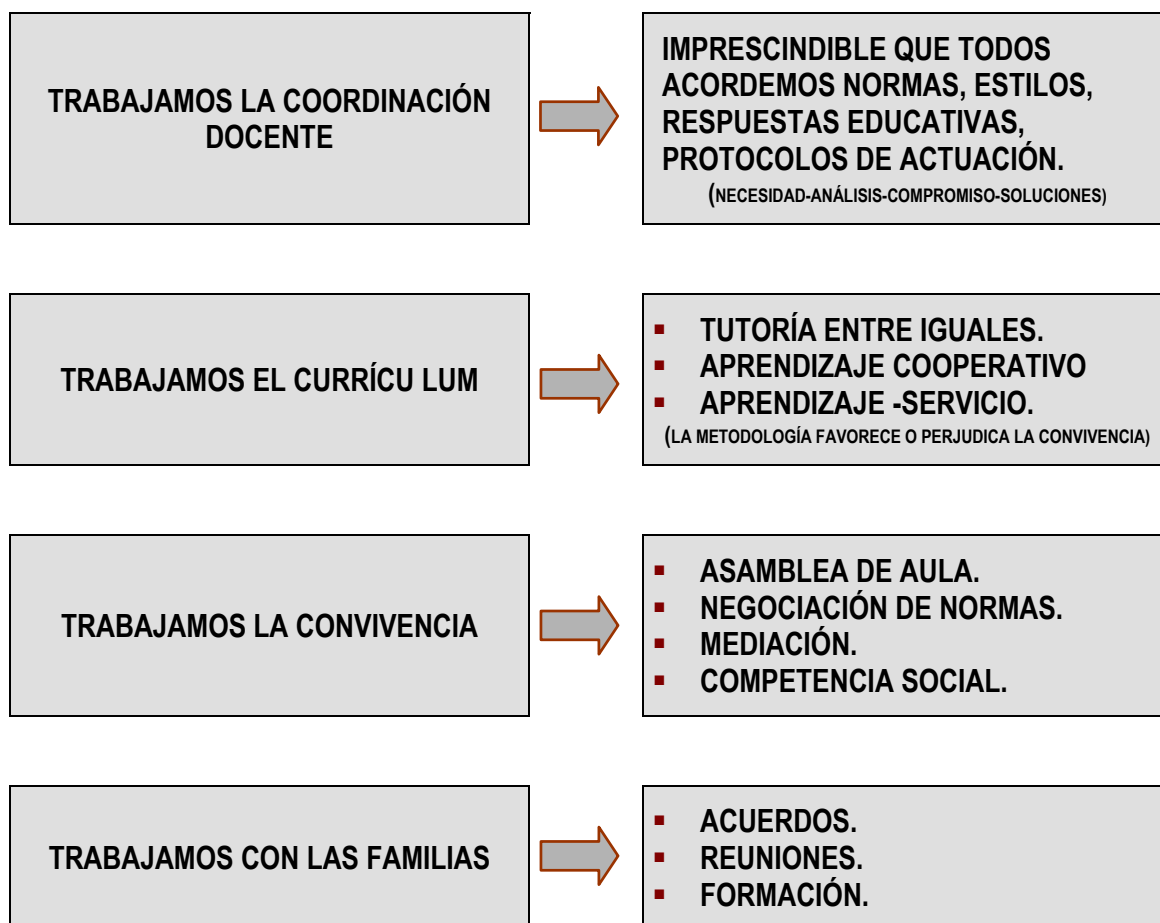 TRABAJAMOS LA COORDINACIÓN
DOCENTE
IMPRESCINDIBLE QUE TODOS
ACORDEMOS NORMAS, ESTILOS,
RESPUESTAS EDUCATIVAS,
PROTOCOLOS DE ACTUACIÓN.
(NECESIDAD-ANÁLISIS-COMPROMISO-SOLUCIONES)
TRABAJAMOS EL CURRÍCU LUM
▪ TUTORÍA ENTRE IGUALES.
▪ APRENDIZAJE COOPERATIVO
▪ APRENDIZAJE -SERVICIO.
(LA METODOLOGÍA FAVORECE O PERJUDICA LA CONVIVENCIA)
TRABAJAMOS LA CONVIVENCIA
▪ ASAMBLEA DE AULA.
▪ NEGOCIACIÓN DE NORMAS.
▪ MEDIACIÓN.
▪ COMPETENCIA SOCIAL.
TRABAJAMOS CON LAS FAMILIAS
▪ ACUERDOS.
▪ REUNIONES.
▪ FORMACIÓN.